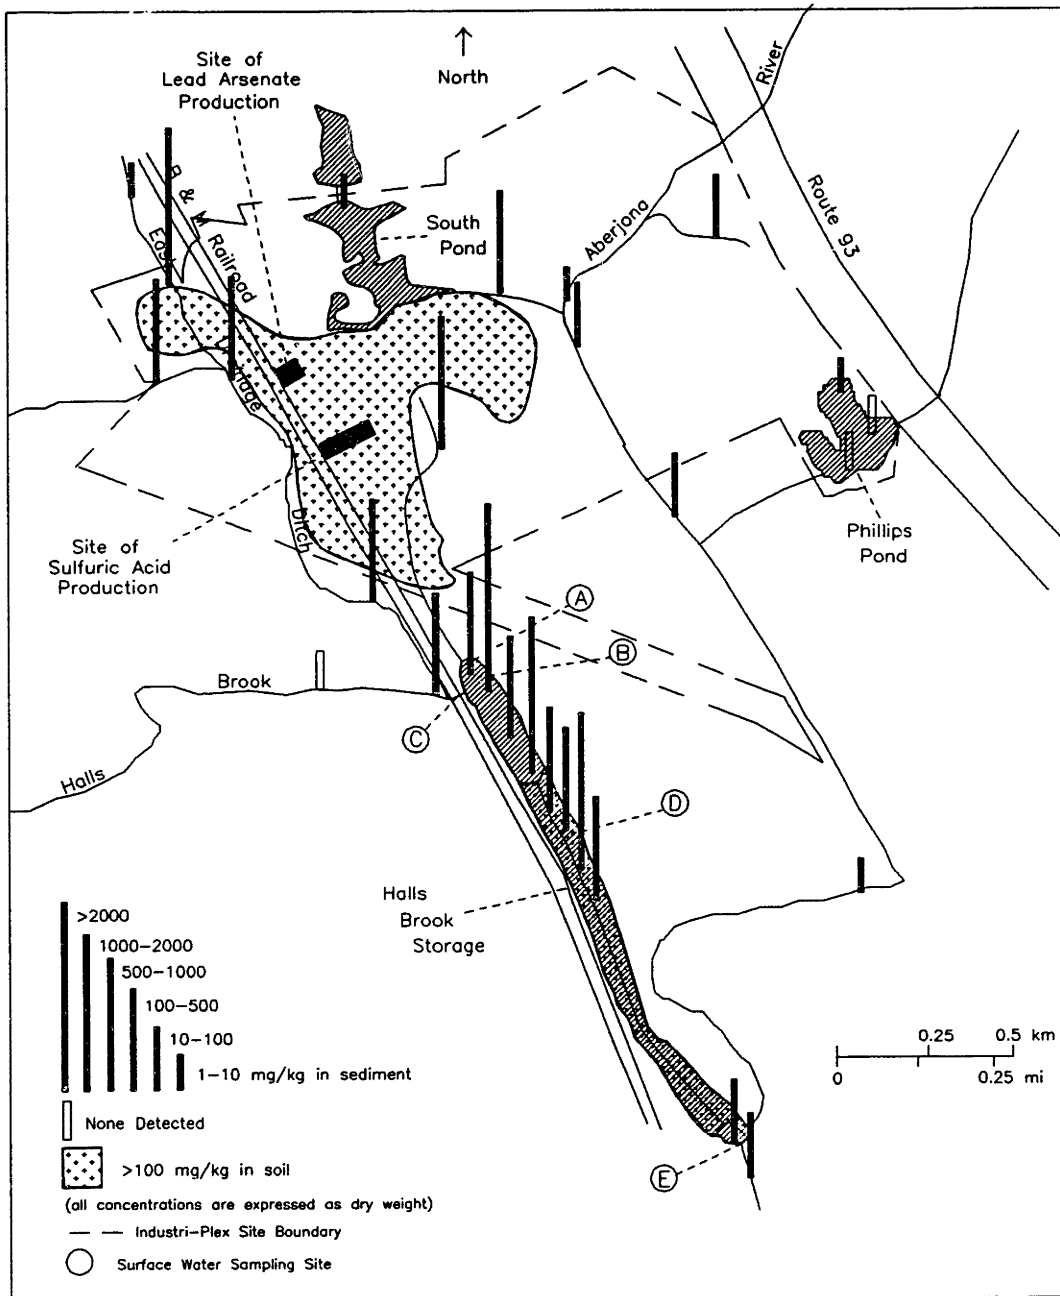 Site of
Lead Arsenate
Production
↑
North
River
B & M Railroad
East
Drainage
Ditch
South
Pond
Aberjona
Route 93
Site of
Sulfuric Acid
Production
Phillips
Pond
A
B
C
D
E
Halls
Brook
Halls
Brook
Storage
>2000
1000–2000
500–1000
100–500
10–100
1–10 mg/kg in sediment
None Detected
>100 mg/kg in soil
(all concentrations are expressed as dry weight)
— — Industri–Plex Site Boundary
Surface Water Sampling Site
0.25 0.5 km
0 0.25 mi